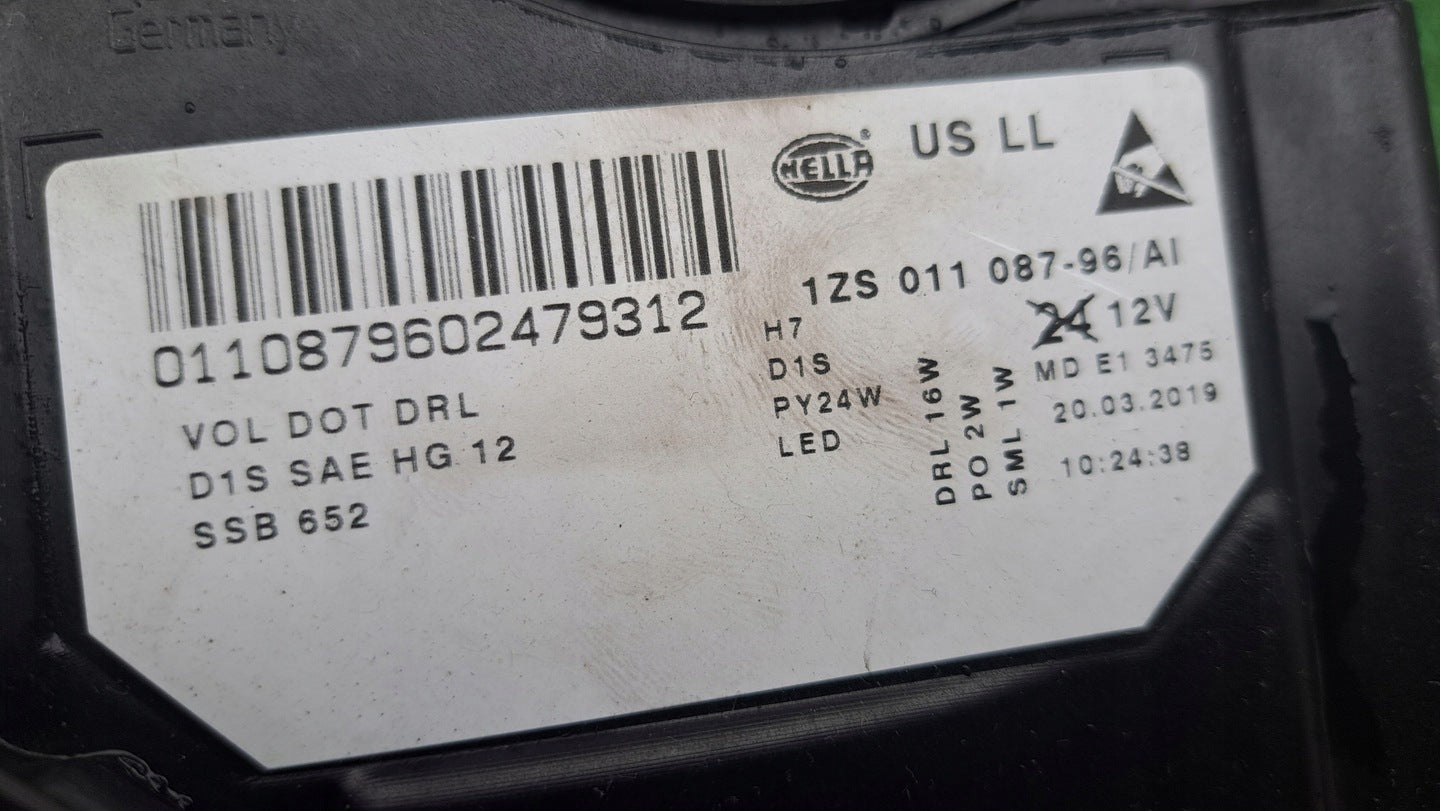 Germany
HELLA ®
US LL
0110879602479312
1ZS 011 087-96/AI
24 12V
MD E1 3475
20.03.2019
10:24:38
H7
D1S
PY24W
LED
DRL 16W
PO 2W
SML 1W
VOL DOT DRL
D1S SAE HG 12
SSB 652